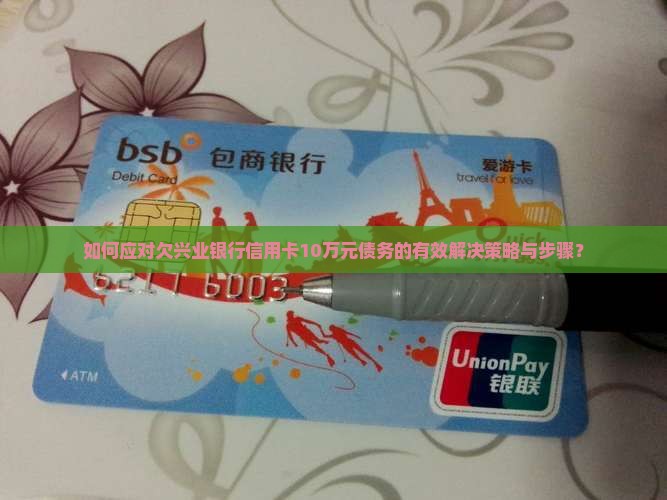 bsb 包商银行
Debit Card
爱游卡
travel for love
如何应对欠兴业银行信用卡10万元债务的有效解决策略与步骤？
6217 6003
ATM
UnionPay
银联